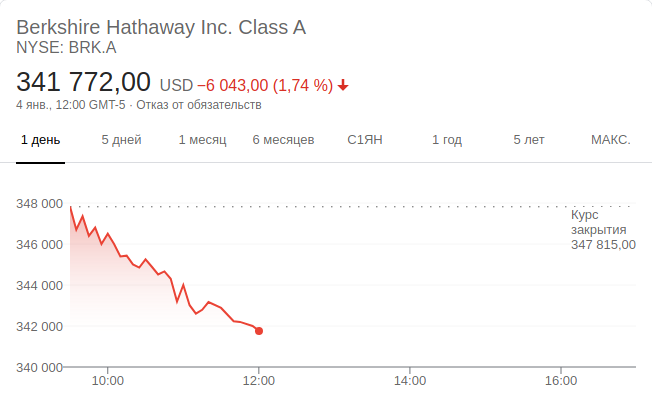 Berkshire Hathaway Inc. Class A
NYSE: BRK.A
341 772,00 USD −6 043,00 (1,74 %)
4 янв., 12:00 GMT-5 · Отказ от обязательств
1 день 5 дней 1 месяц 6 месяцев С1ЯН 1 год 5 лет МАКС.
348 000
346 000
344 000
342 000
340 000
Курс
закрытия
347 815,00
10:00 12:00 14:00 16:00